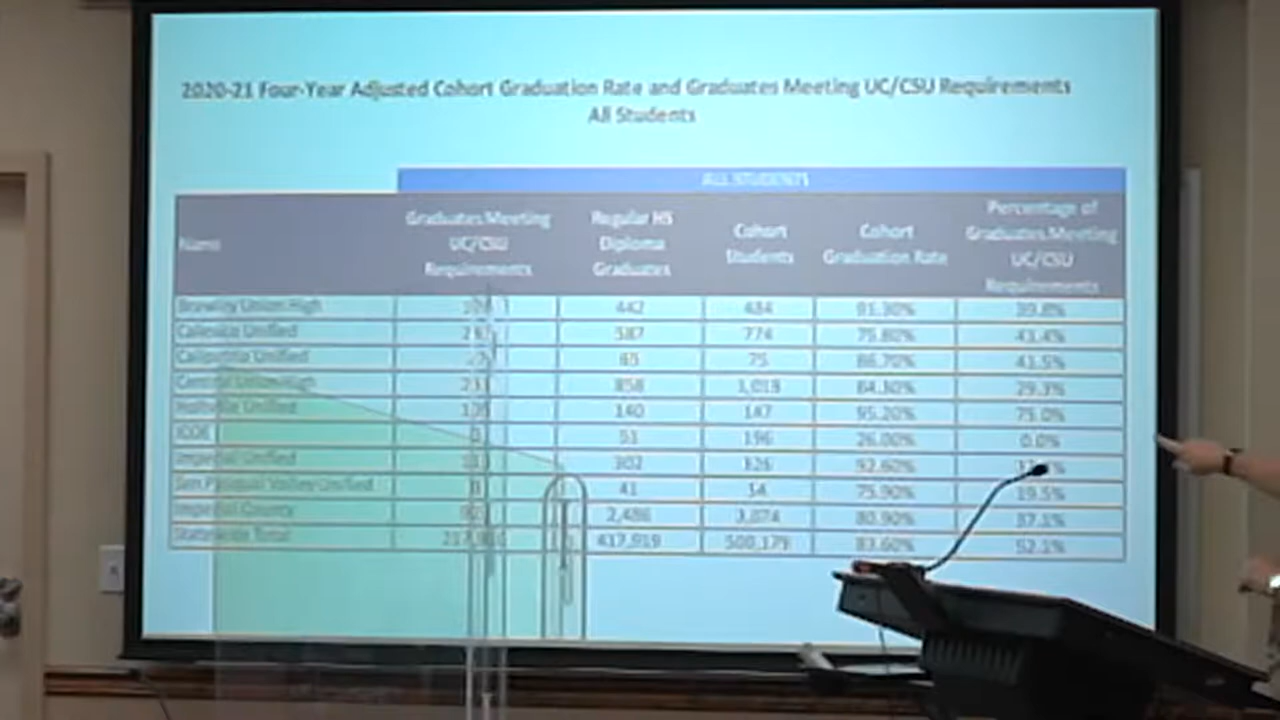 2020-21 Four-Year Adjusted Cohort Graduation Rate and Graduates Meeting UC/CSU Requirements
All Students
ALL STUDENTS
Name Graduates Meeting UC/CSU Requirements Regular HS Diploma Graduates Cohort Students Cohort Graduation Rate Percentage of Graduates Meeting UC/CSU Requirements
Brawley Union High 442 484 91.30% 39.8%
Calexico Unified 587 774 75.80% 41.4%
Calipatria Unified 65 75 86.70% 41.5%
Central Union High 858 1,018 84.30% 29.3%
Holtville Unified 140 147 95.20% 75.0%
ICOE 51 196 26.00% 0.0%
Imperial Unified 302 326 92.60%
San Pasqual Valley Unified 41 54 75.90% 19.5%
Imperial County 2,486 3,074 80.90% 37.1%
Statewide Total 417,919 500,179 83.60% 52.1%